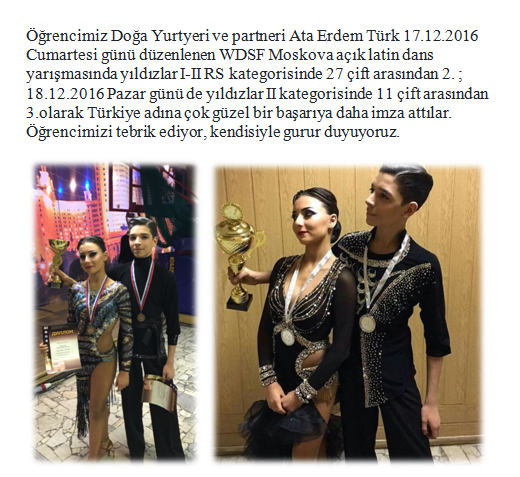 Öğrencimiz Doğa Yurtyeri ve partneri Ata Erdem Türk 17.12.2016
Cumartesi günü düzenlenen WDSF Moskova açık latin dans
yarışmasında yıldızlar I-II RS kategorisinde 27 çift arasından 2. ;
18.12.2016 Pazar günü de yıldızlar II kategorisinde 11 çift arasından
3.olarak Türkiye adına çok güzel bir başarıya daha imza attılar.
Öğrencimizi tebrik ediyor, kendisiyle gurur duyuyoruz.
ДИПЛОМ